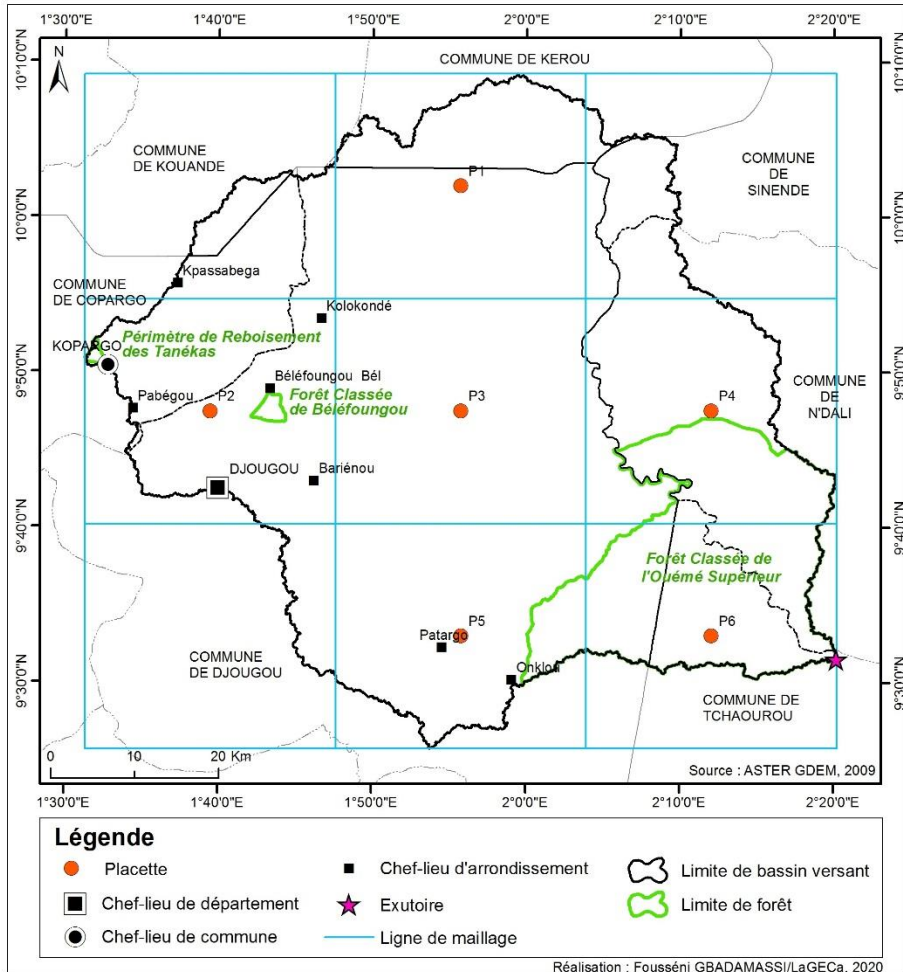 1°30'0"E 1°40'0"E 1°50'0"E 2°0'0"E 2°10'0"E 2°20'0"E
N
10°10'0"N
10°10'0"N
COMMUNE DE KEROU
COMMUNE
DE KOUANDE
COMMUNE
DE
SINENDE
P1
10°0'0"N
10°0'0"N
Kpassabega
COMMUNE
DE COPARGO
Kolokondé
KOPARGO
Périmètre de Reboisement
des Tanékas
9°50'0"N
9°50'0"N
Béléfoungou Bél
Forêt Classée
de Béléfoungou
COMMUNE
DE
N'DALI
Pabégou
P2
P3
P4
DJOUGOU
Bariénou
9°40'0"N
9°40'0"N
Forêt Classée de
l'Ouémé Supérieur
P5
P6
Patargo
COMMUNE
DE DJOUGOU
Onklou
9°30'0"N
9°30'0"N
COMMUNE DE
TCHAOUROU
0 10 20 Km
Source : ASTER GDEM, 2009
1°30'0"E 1°40'0"E 1°50'0"E 2°0'0"E 2°10'0"E 2°20'0"E
Légende
Placette
Chef-lieu d'arrondissement
Limite de bassin versant
Chef-lieu de département
Exutoire
Limite de forêt
Chef-lieu de commune
Ligne de maillage
Réalisation : Fousséni GBADAMASSI/LaGECa, 2020